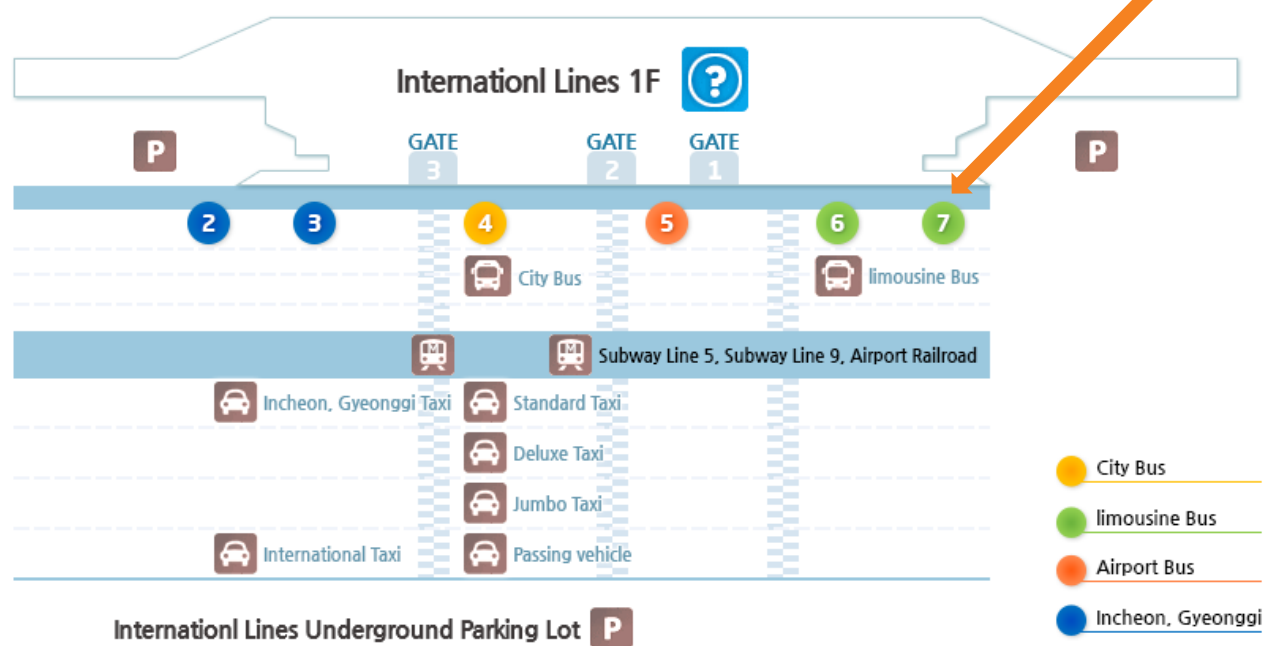 Internationl Lines 1F ?
P
P
GATE
3
GATE
2
GATE
1
2
3
4
5
6
7
City Bus
limousine Bus
M
M
Subway Line 5, Subway Line 9, Airport Railroad
Incheon, Gyeonggi Taxi
Standard Taxi
Deluxe Taxi
Jumbo Taxi
International Taxi
Passing vehicle
City Bus
limousine Bus
Airport Bus
Incheon, Gyeonggi
Internationl Lines Underground Parking Lot P